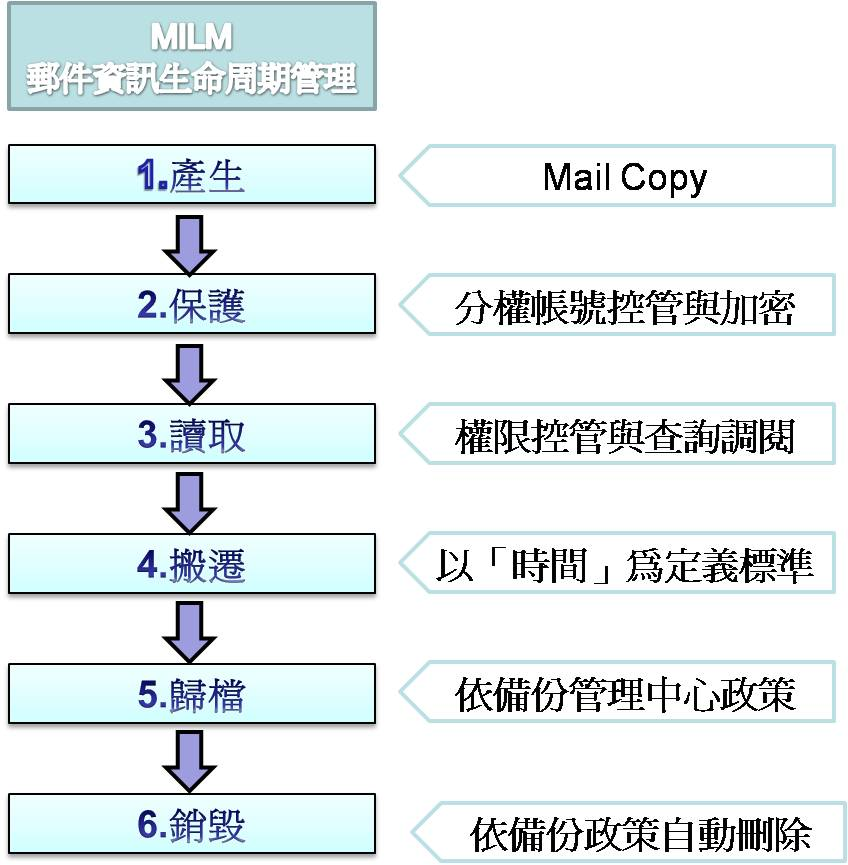 MILM
郵件資訊生命周期管理
1.產生
Mail Copy
2.保護
分權帳號控管與加密
3.讀取
權限控管與查詢調閱
4.搬遷
以「時間」為定義標準
5.歸檔
依備份管理中心政策
6.銷毀
依備份政策自動刪除